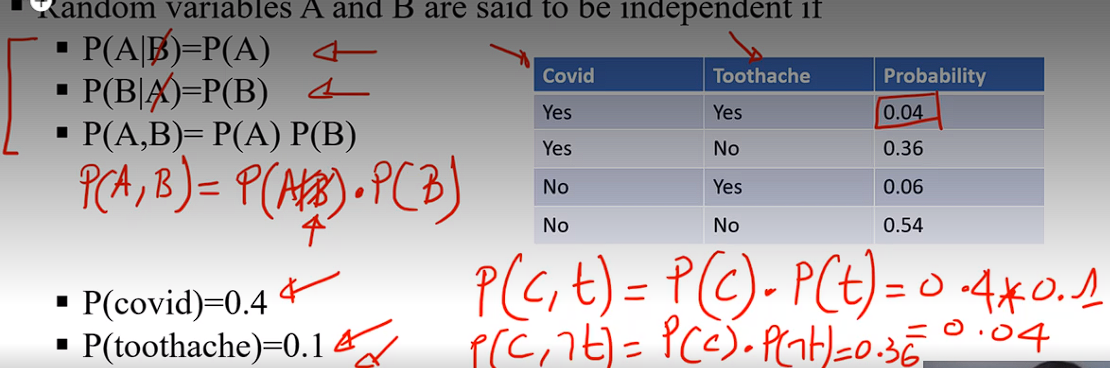 Random variables A and B are said to be independent if
▪ P(A|B)=P(A)
▪ P(B|A)=P(B)
▪ P(A,B)= P(A) P(B)
P(A,B)= P(A|B).P(B)
Covid Toothache Probability
Yes Yes 0.04
Yes No 0.36
No Yes 0.06
No No 0.54
▪ P(covid)=0.4
▪ P(toothache)=0.1
P(C,t)= P(C). P(t)= 0.4*0.1
= 0.04
P(C,¬t)= P(C).P(¬t)=0.36